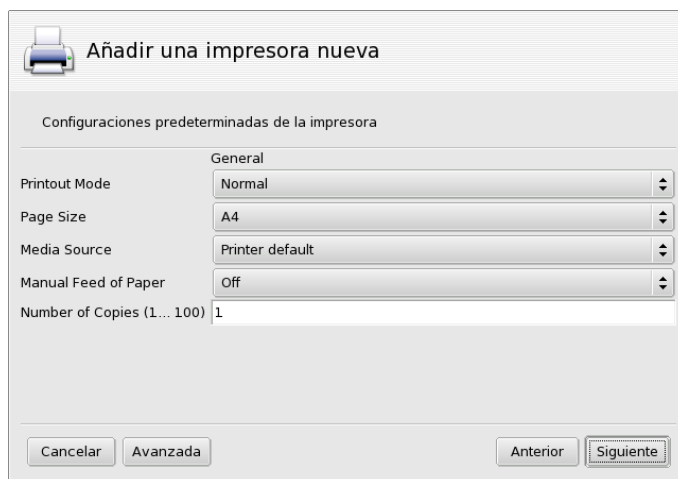 Añadir una impresora nueva
Configuraciones predeterminadas de la impresora
General
Printout Mode Normal
Page Size A4
Media Source Printer default
Manual Feed of Paper Off
Number of Copies (1... 100) 1
Cancelar Avanzada Anterior Siguiente